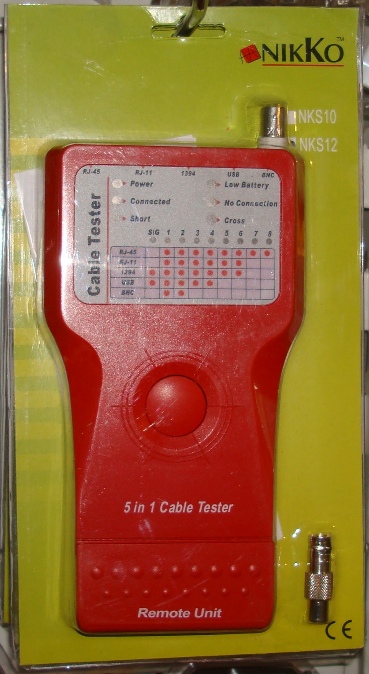 NIKKO TM
NKS10
NKS12
RJ-45 RJ-11 1394 USB BNC
Power Low Battery
Connected No Connection
Short Cross
Cable Tester
SIG 1 2 3 4 5 6 7 8
RJ-45
RJ-11
1394
USB
BNC
5 in 1 Cable Tester
Remote Unit
CE